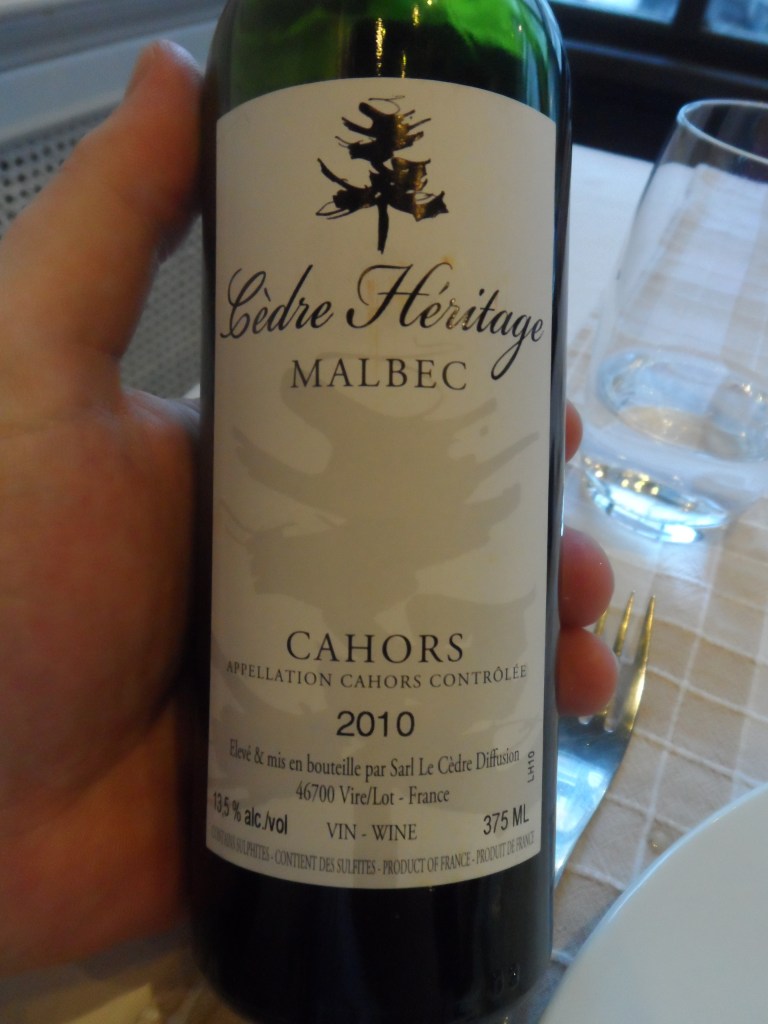 Cèdre Héritage
MALBEC
CAHORS
APPELLATION CAHORS CONTRÔLÉE
2010
Elevé & mis en bouteille par Sarl Le Cèdre Diffusion
46700 Vire/Lot - France
LH10
13,5 % alc./vol VIN - WINE 375 ML
CONTAINS SULPHITES - CONTIENT DES SULFITES - PRODUCT OF FRANCE - PRODUIT DE FRANCE